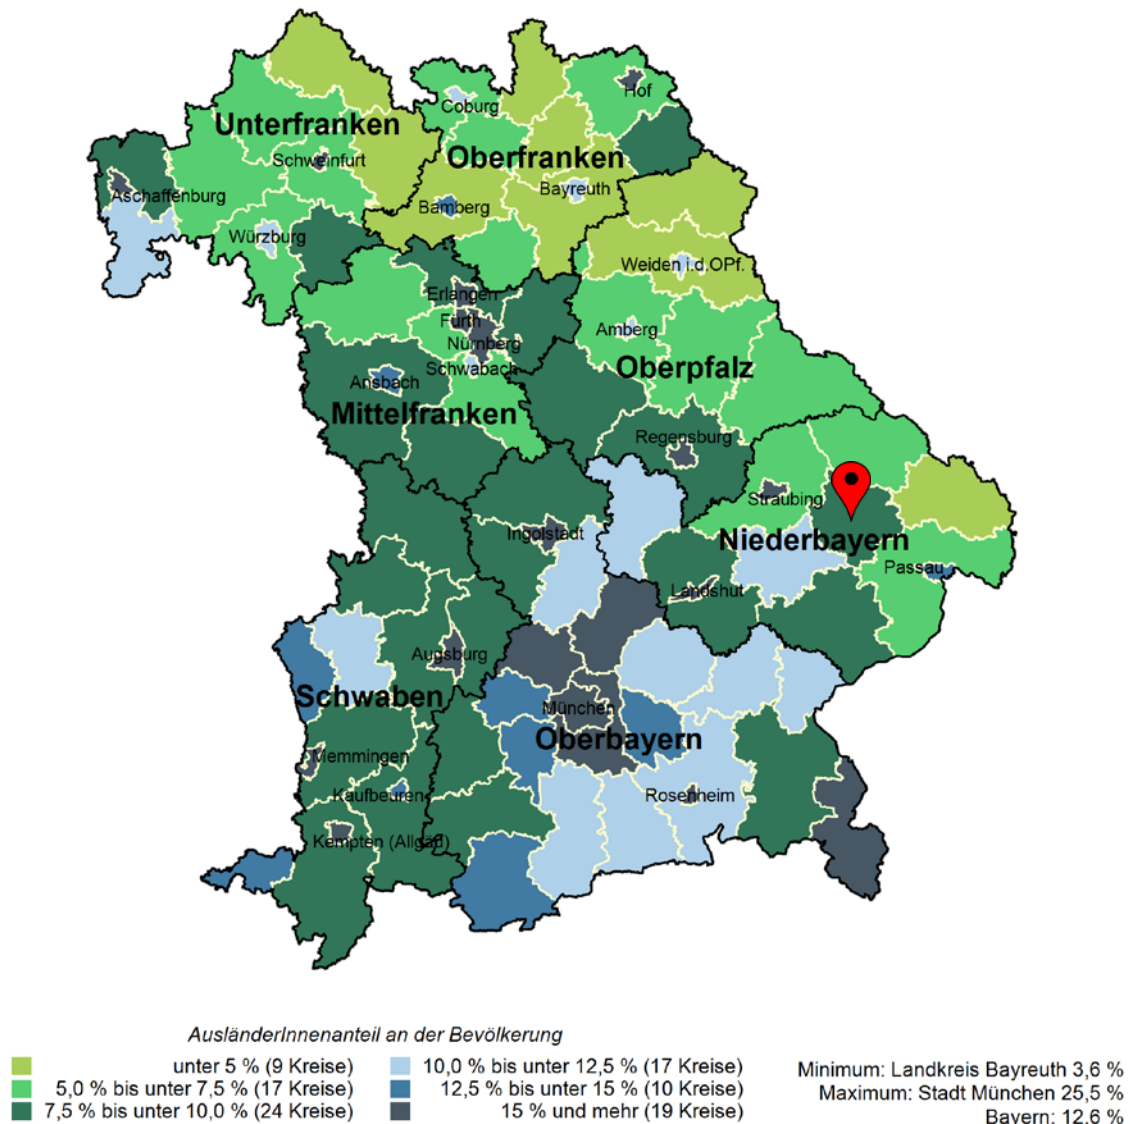 Hof
Coburg
Unterfranken
Schweinfurt
Oberfranken
Bayreuth
Aschaffenburg
Bamberg
Würzburg
Weiden i.d.OPf.
Erlangen
Fürth
Amberg
Nürnberg
Schwabach
Oberpfalz
Ansbach
Mittelfranken
Regensburg
Straubing
Ingolstadt
Niederbayern
Passau
Landshut
Augsburg
Schwaben
München
Oberbayern
Memmingen
Kaufbeuren
Rosenheim
Kempten (Allgäu)
AusländerInnenanteil an der Bevölkerung
unter 5 % (9 Kreise)
5,0 % bis unter 7,5 % (17 Kreise)
7,5 % bis unter 10,0 % (24 Kreise)
10,0 % bis unter 12,5 % (17 Kreise)
12,5 % bis unter 15 % (10 Kreise)
15 % und mehr (19 Kreise)
Minimum: Landkreis Bayreuth 3,6 %
Maximum: Stadt München 25,5 %
Bayern: 12,6 %